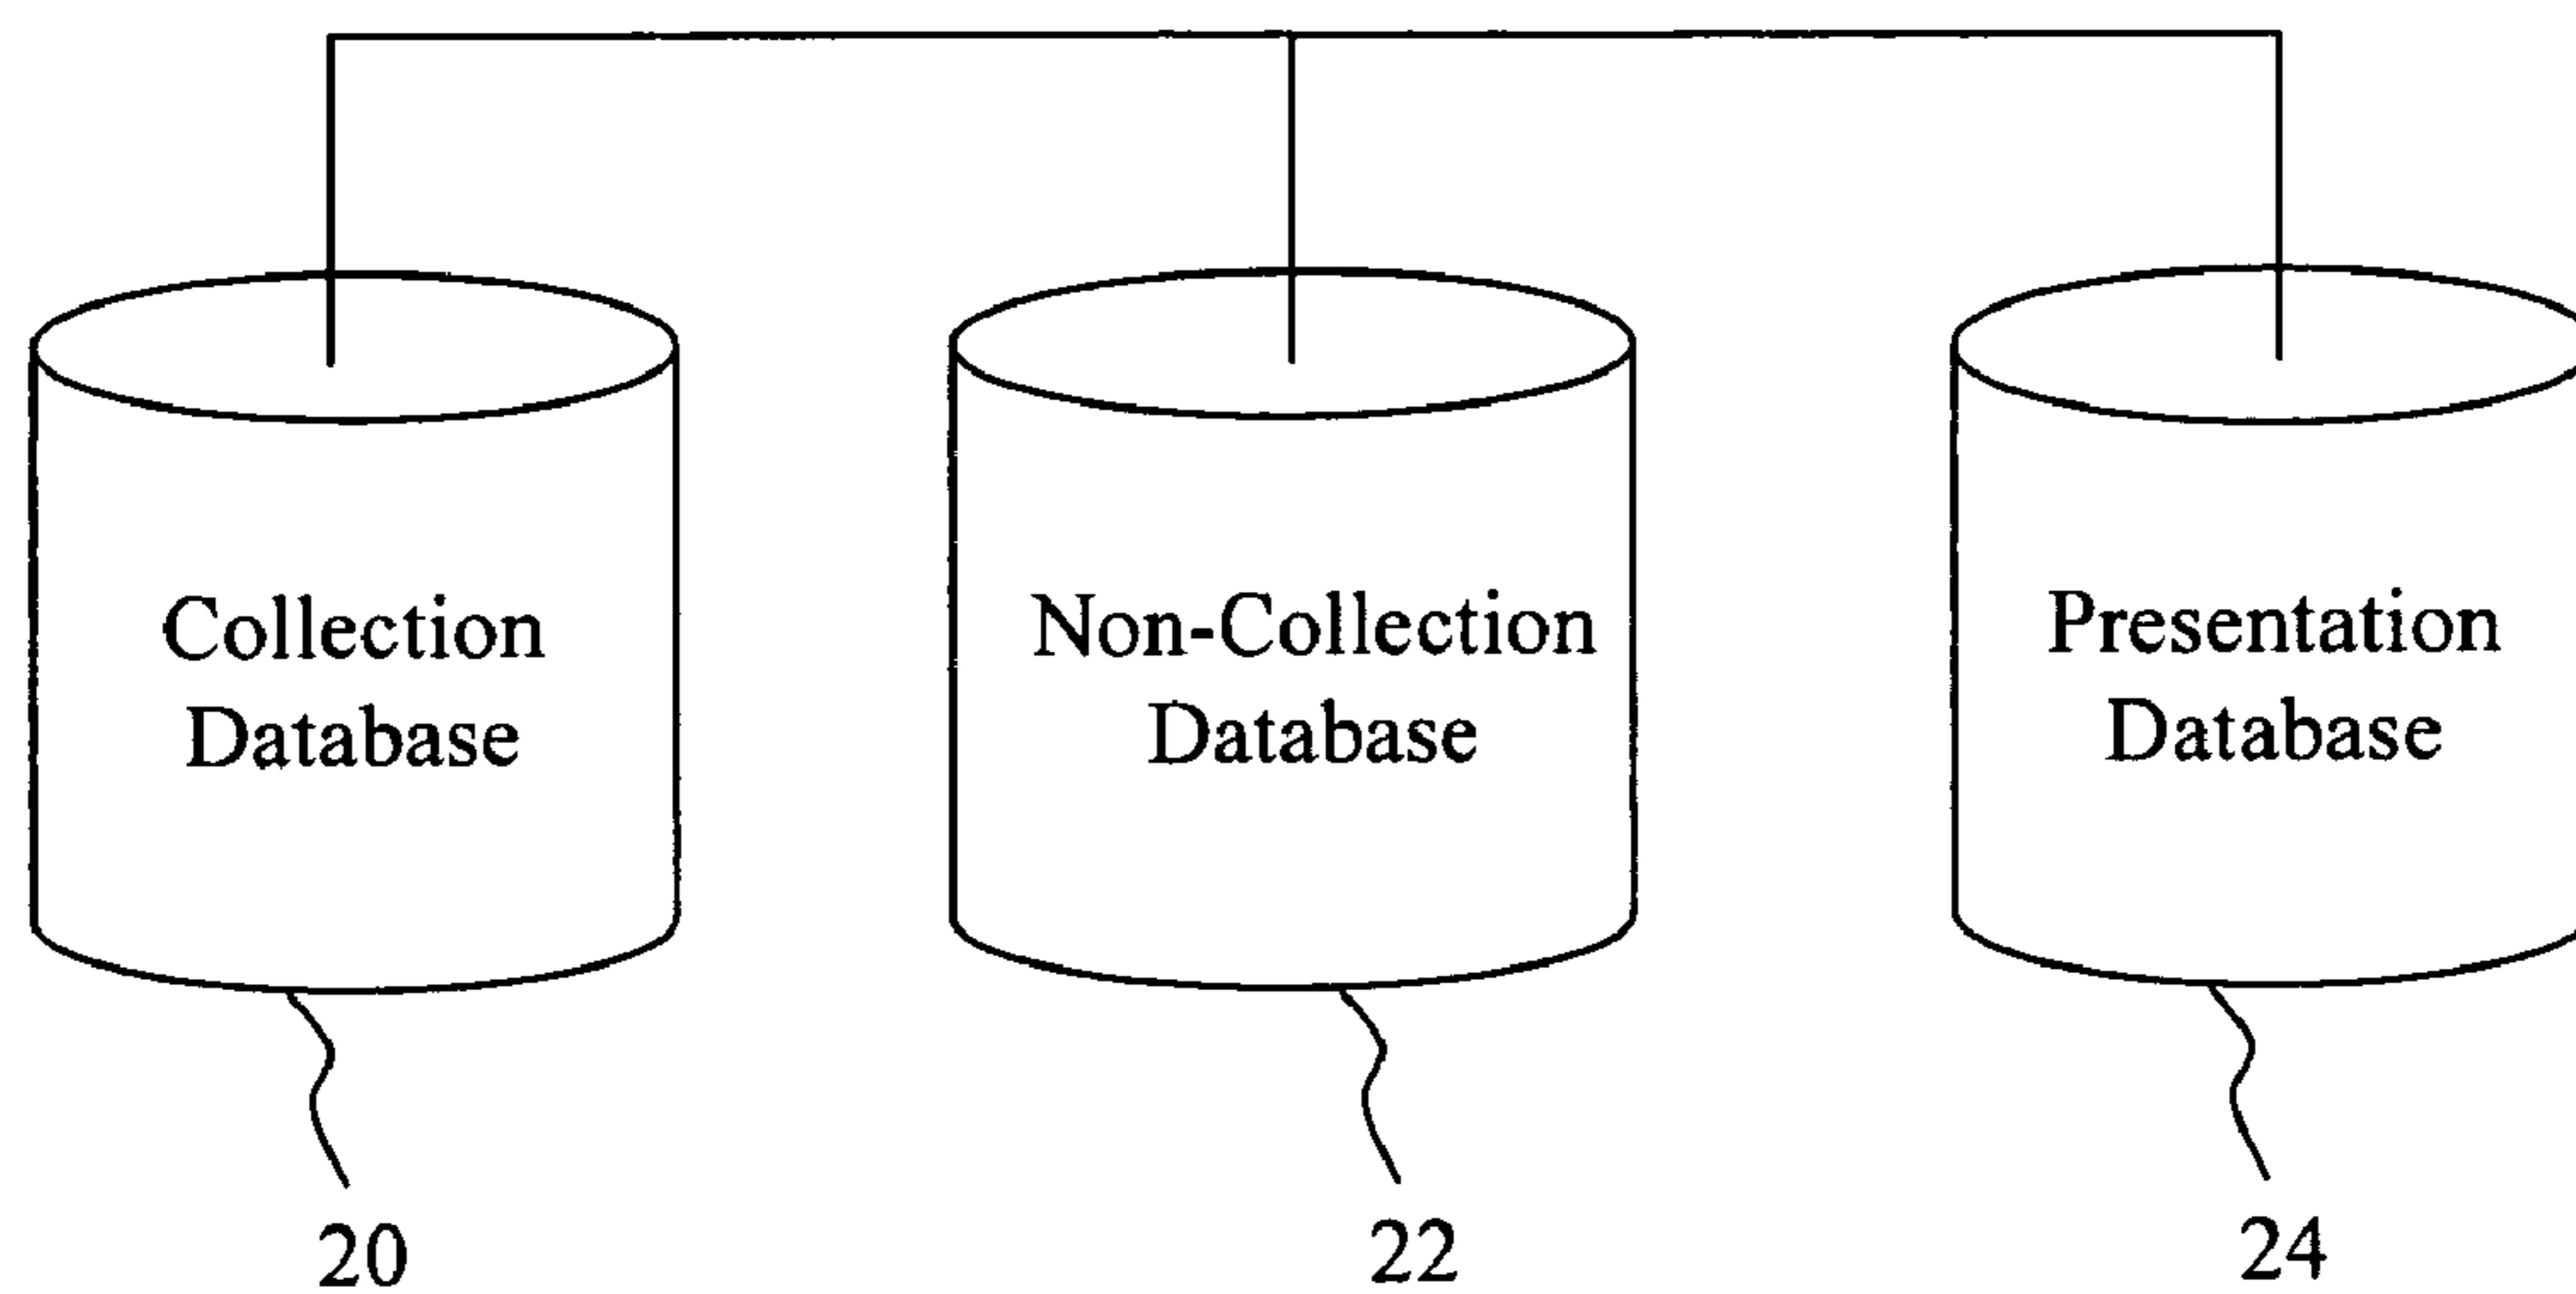 Collection
Database
Non-Collection
Database
Presentation
Database
20
22
24